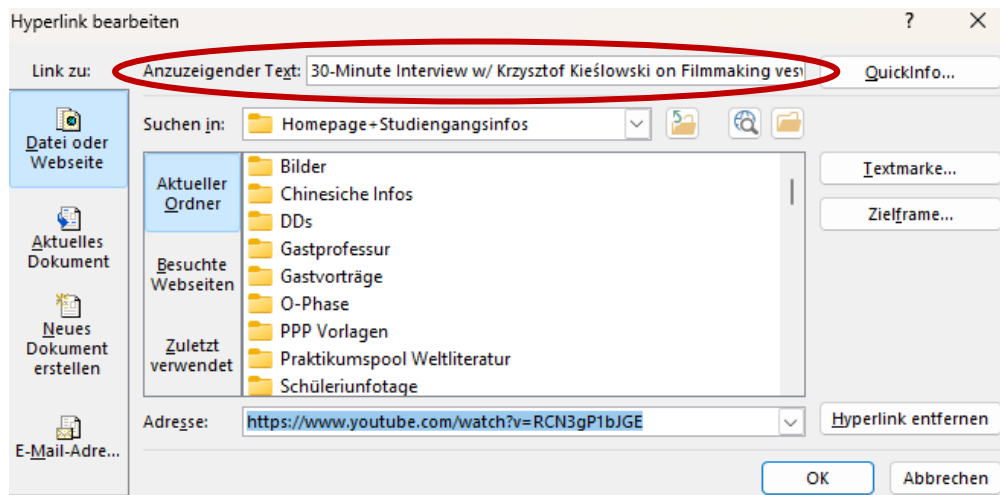 Hyperlink bearbeiten
?
Link zu:
Anzuzeigender Text: 30-Minute Interview w/ Krzysztof Kieślowski on Filmmaking
QuickInfo...
Datei oder
Webseite
Aktuelles
Dokument
Neues
Dokument
erstellen
E-Mail-Adre...
Suchen in: Homepage+Studiengangsinfos
Aktueller
Ordner
Besuchte
Webseiten
Zuletzt
verwendet
Bilder
Chinesiche Infos
DDs
Gastprofessur
Gastvorträge
O-Phase
PPP Vorlagen
Praktikumspool Weltliteratur
Schüleriunfotage
Textmarke...
Zielframe...
Adresse: https://www.youtube.com/watch?v=RCN3gP1bJGE
Hyperlink entfernen
OK
Abbrechen